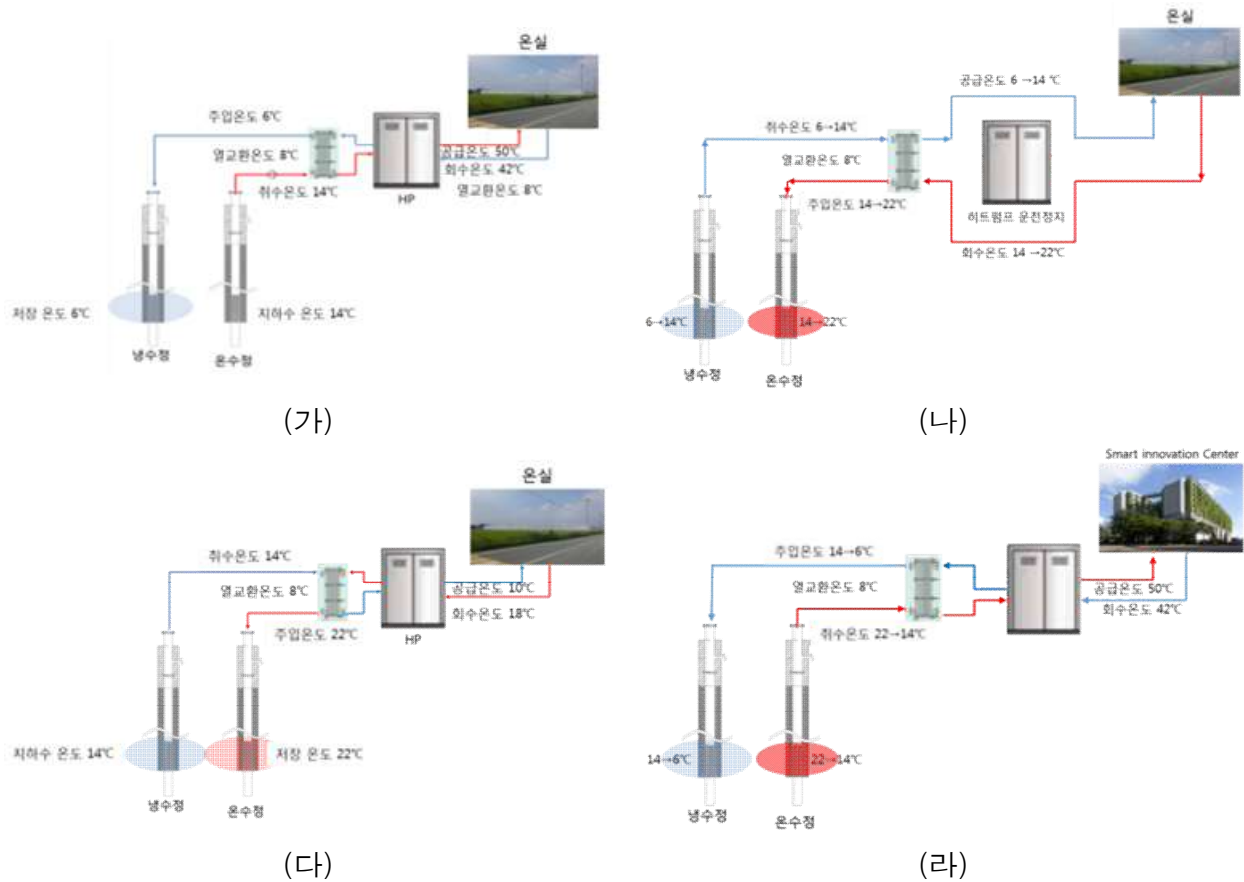 온실
주입온도 6℃
열교환온도 8℃
취수온도 14℃
공급온도 50℃
회수온도 42℃
열교환온도 8℃
HP
저장 온도 6℃
지하수 온도 14℃
냉수정
온수정
(가)
온실
공급온도 6 →14 ℃
취수온도 6→14℃
열교환온도 8℃
주입온도 14→22℃
히트펌프 운전정지
회수온도 14 →22℃
6→14℃
14→22℃
냉수정
온수정
(나)
온실
취수온도 14℃
열교환온도 8℃
공급온도 10℃
회수온도 18℃
주입온도 22℃
HP
지하수 온도 14℃
저장 온도 22℃
냉수정
온수정
(다)
Smart innovation Center
주입온도 14→6℃
열교환온도 8℃
공급온도 50℃
회수온도 42℃
취수온도 22→14℃
14→6℃
22→14℃
냉수정
온수정
(라)